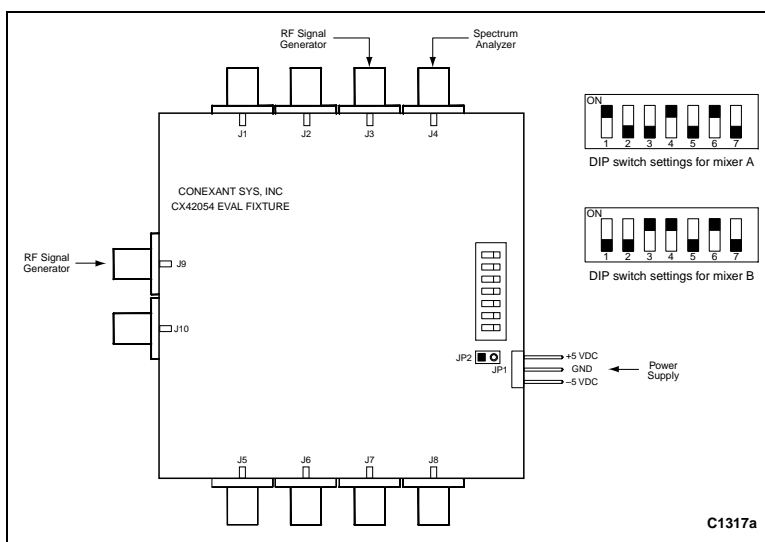 RF Signal
Generator
Spectrum
Analyzer
J1
J2
J3
J4
CONEXANT SYS, INC
CX42054 EVAL FIXTURE
RF Signal
Generator
J9
J10
JP2
JP1
+5 VDC
GND
–5 VDC
Power
Supply
J5
J6
J7
J8
ON
1 2 3 4 5 6 7
DIP switch settings for mixer A
ON
1 2 3 4 5 6 7
DIP switch settings for mixer B
C1317a